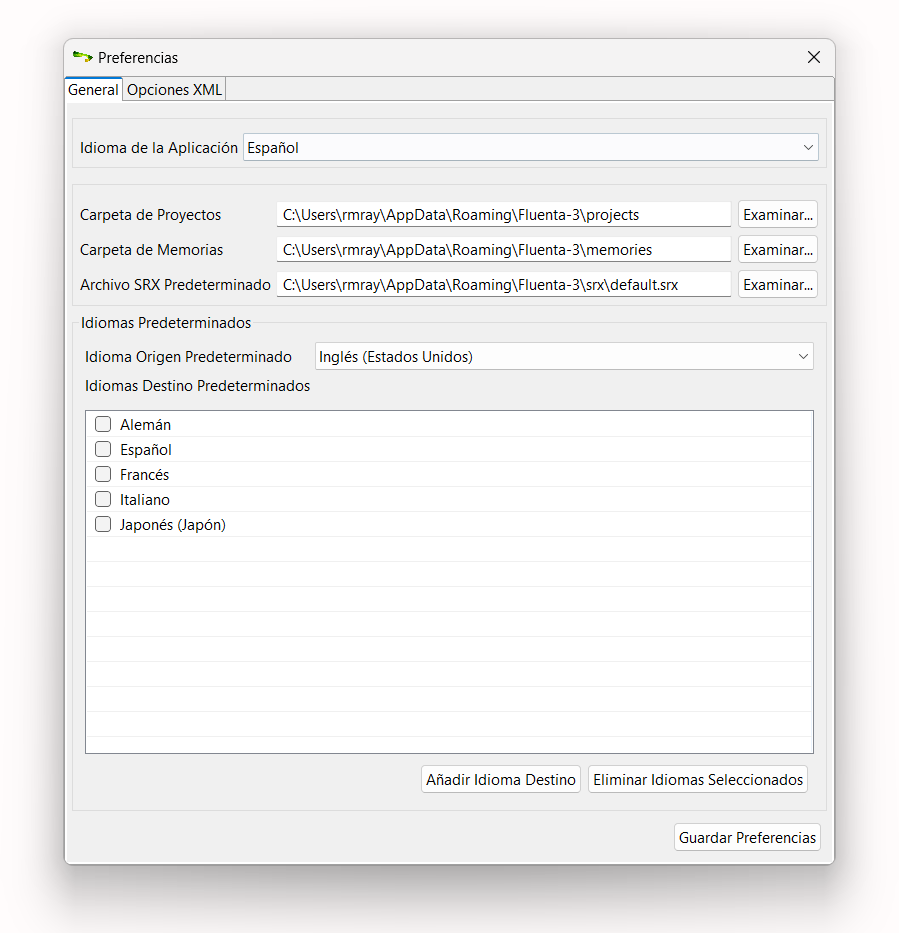 Preferencias
General Opciones XML
Idioma de la Aplicación Español
Carpeta de Proyectos C:\Users\rmray\AppData\Roaming\Fluenta-3\projects Examinar...
Carpeta de Memorias C:\Users\rmray\AppData\Roaming\Fluenta-3\memories Examinar...
Archivo SRX Predeterminado C:\Users\rmray\AppData\Roaming\Fluenta-3\srx\default.srx Examinar...
Idiomas Predeterminados
Idioma Origen Predeterminado Inglés (Estados Unidos)
Idiomas Destino Predeterminados
Alemán
Español
Francés
Italiano
Japonés (Japón)
Añadir Idioma Destino Eliminar Idiomas Seleccionados
Guardar Preferencias